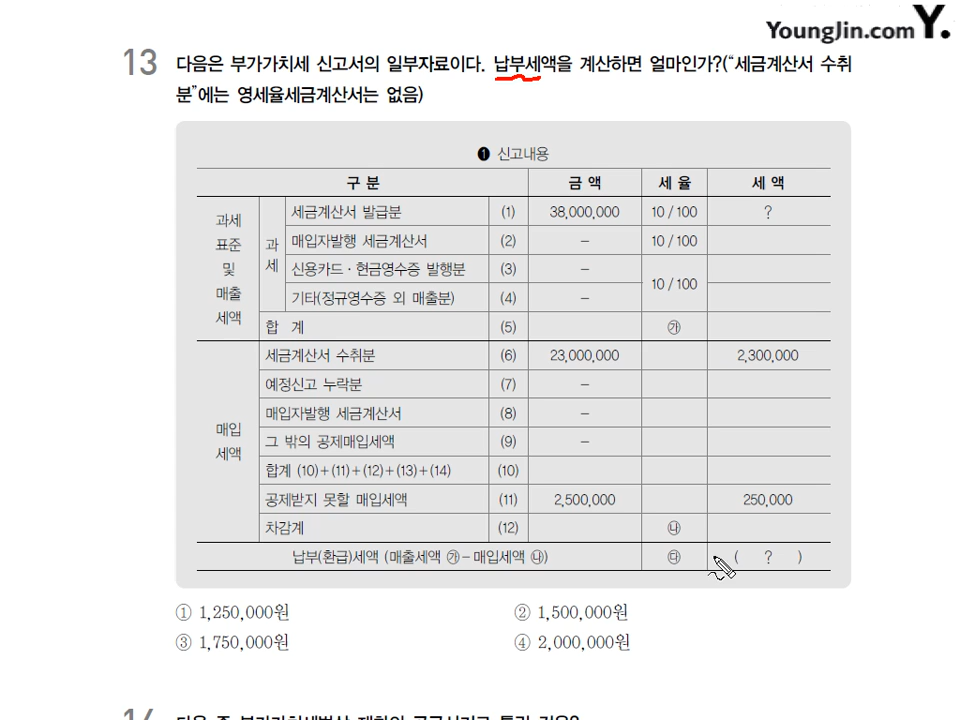 YoungJin.com Y.
13 다음은 부가가치세 신고서의 일부자료이다. 납부세액을 계산하면 얼마인가?("세금계산서 수취
분"에는 영세율세금계산서는 없음)
❶ 신고내용
구 분 금 액 세 율 세 액
과세 표준 및 매출 세액 과 세 세금계산서 발급분 (1) 38,000,000 10 / 100 ?
매입자발행 세금계산서 (2) – 10 / 100
신용카드 · 현금영수증 발행분 (3) – 10 / 100
기타(정규영수증 외 매출분) (4) –
합 계 (5) ㉮
매입 세액 세금계산서 수취분 (6) 23,000,000 2,300,000
예정신고 누락분 (7) –
매입자발행 세금계산서 (8) –
그 밖의 공제매입세액 (9) –
합계 (10)+(11)+(12)+(13)+(14) (10)
공제받지 못할 매입세액 (11) 2,500,000 250,000
차감계 (12) ㉯
납부(환급)세액 (매출세액 ㉮ – 매입세액 ㉯) ㉰ ( ? )
① 1,250,000원 ② 1,500,000원
③ 1,750,000원 ④ 2,000,000원